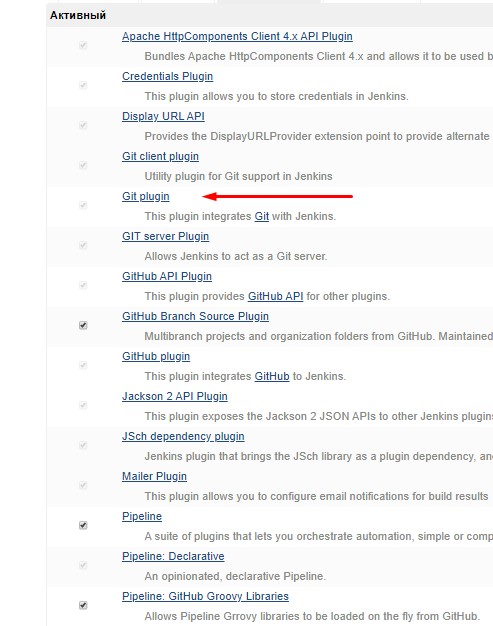 Активный
Apache HttpComponents Client 4.x API Plugin
Bundles Apache HttpComponents Client 4.x and allows it to be used b
Credentials Plugin
This plugin allows you to store credentials in Jenkins.
Display URL API
Provides the DisplayURLProvider extension point to provide alternate
Git client plugin
Utility plugin for Git support in Jenkins
Git plugin
This plugin integrates Git with Jenkins.
GIT server Plugin
Allows Jenkins to act as a Git server.
GitHub API Plugin
This plugin provides GitHub API for other plugins.
GitHub Branch Source Plugin
Multibranch projects and organization folders from GitHub. Maintained
GitHub plugin
This plugin integrates GitHub to Jenkins.
Jackson 2 API Plugin
This plugin exposes the Jackson 2 JSON APIs to other Jenkins plugins
JSch dependency plugin
Jenkins plugin that brings the JSch library as a plugin dependency, an
Mailer Plugin
This plugin allows you to configure email notifications for build results
Pipeline
A suite of plugins that lets you orchestrate automation, simple or comp
Pipeline: Declarative
An opinionated, declarative Pipeline.
Pipeline: GitHub Groovy Libraries
Allows Pipeline Grrovy libraries to be loaded on the fly from GitHub.